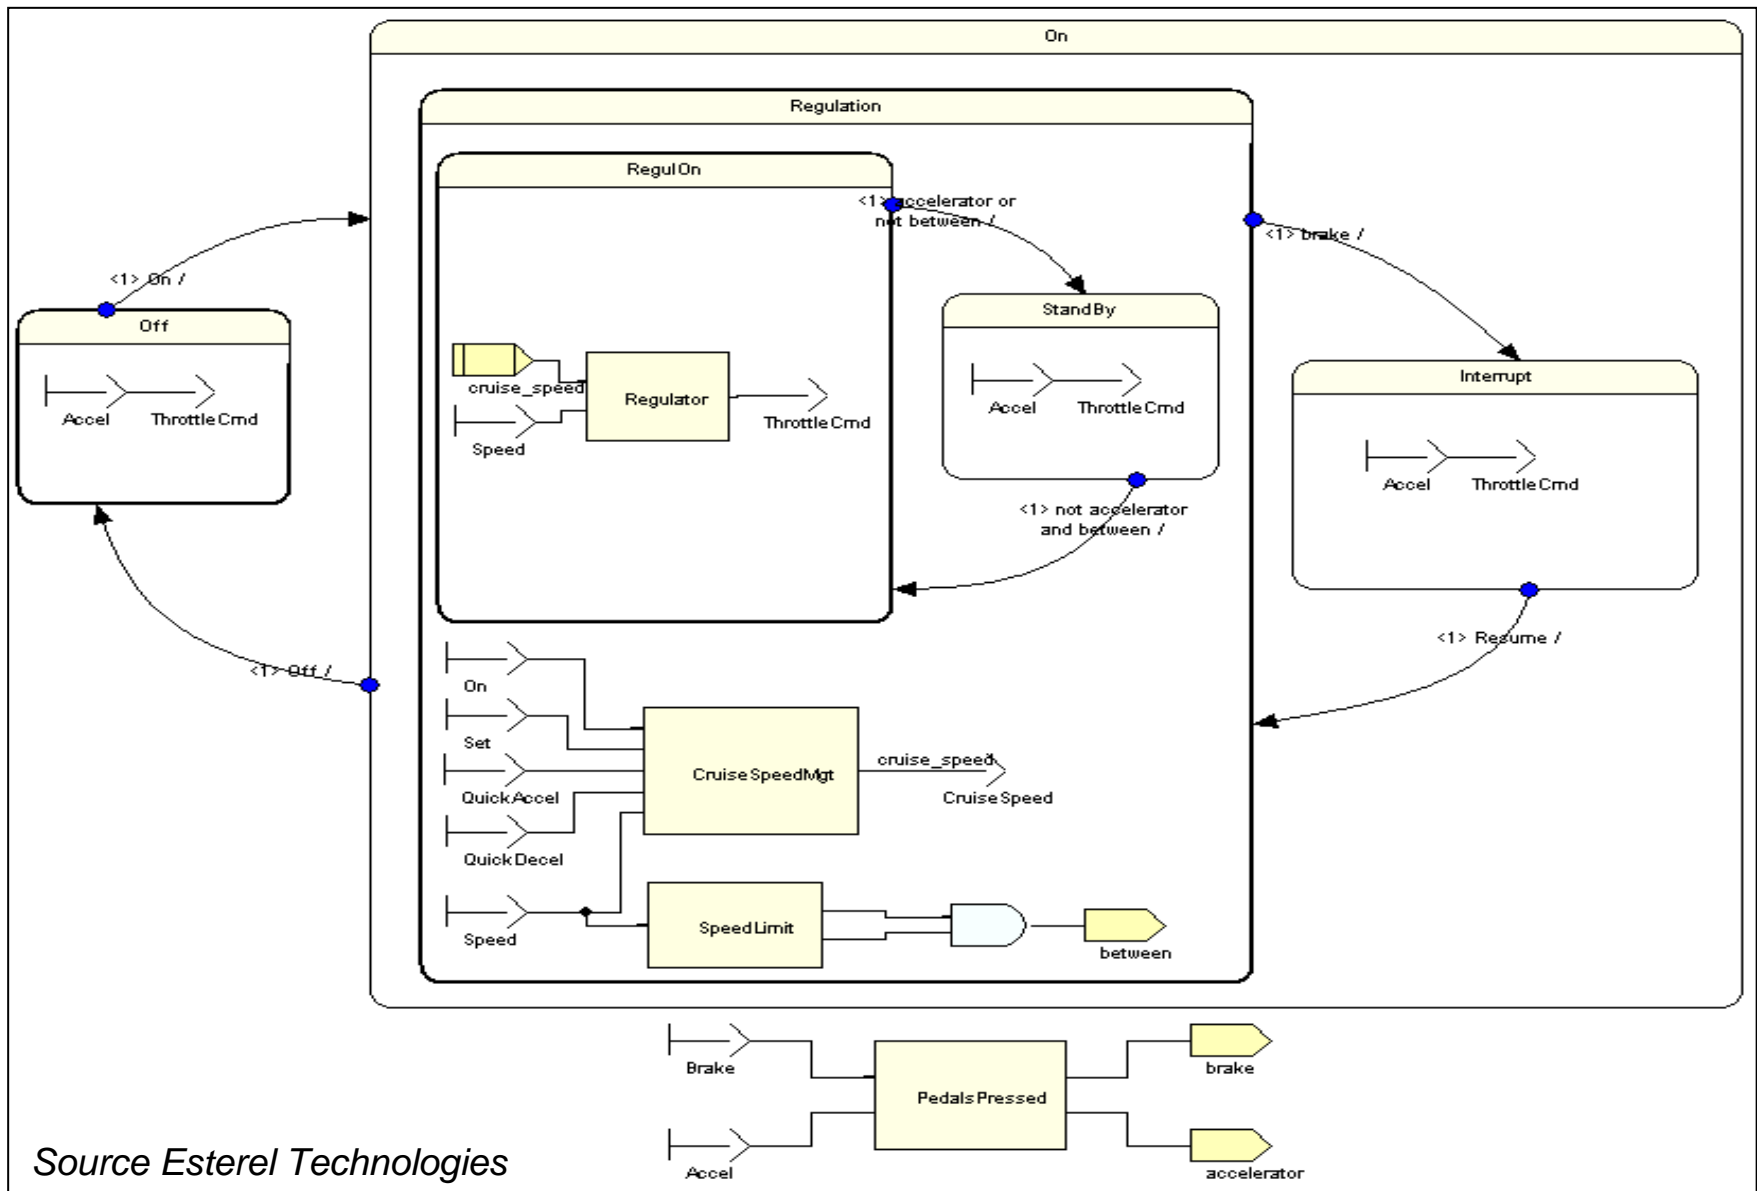 On
Regulation
RegulOn
<1> accelerator or
not between /
<1> brake /
<1> On /
Off
Accel
ThrottleCmd
cruise_speed
Regulator
Speed
ThrottleCmd
StandBy
Accel
ThrottleCmd
Interrupt
Accel
ThrottleCmd
<1> not accelerator
and between /
<1> Resume /
<1> Off /
On
Set
QuickAccel
QuickDecel
CruiseSpeedMgt
cruise_speed
CruiseSpeed
Speed
SpeedLimit
between
Brake
Accel
PedalsPressed
brake
accelerator
Source Esterel Technologies